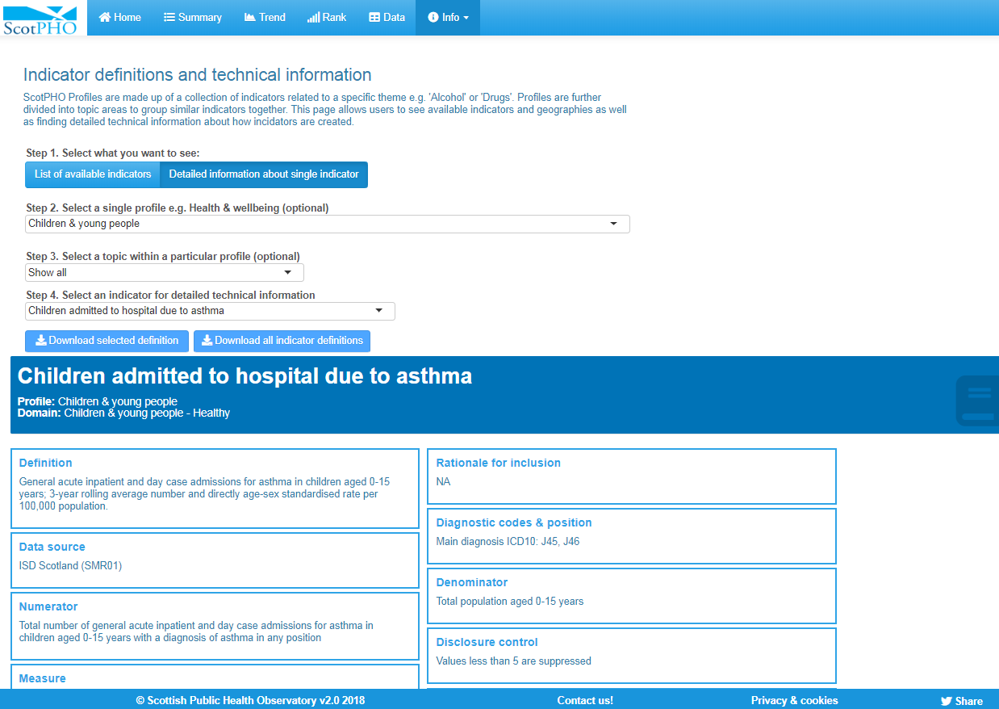 ScotPHO
Home
Summary
Trend
Rank
Data
Info
Indicator definitions and technical information
ScotPHO Profiles are made up of a collection of indicators related to a specific theme e.g. 'Alcohol' or 'Drugs'. Profiles are further
divided into topic areas to group similar indicators together. This page allows users to see available indicators and geographies as well
as finding detailed technical information about how incidators are created.
Step 1. Select what you want to see:
List of available indicators
Detailed information about single indicator
Step 2. Select a single profile e.g. Health & wellbeing (optional)
Children & young people
Step 3. Select a topic within a particular profile (optional)
Show all
Step 4. Select an indicator for detailed technical information
Children admitted to hospital due to asthma
Download selected definition
Download all indicator definitions
Children admitted to hospital due to asthma
Profile: Children & young people
Domain: Children & young people - Healthy
Definition
General acute inpatient and day case admissions for asthma in children aged 0-15
years; 3-year rolling average number and directly age-sex standardised rate per
100,000 population.
Data source
ISD Scotland (SMR01)
Numerator
Total number of general acute inpatient and day case admissions for asthma in
children aged 0-15 years with a diagnosis of asthma in any position
Measure
Rationale for inclusion
NA
Diagnostic codes & position
Main diagnosis ICD10: J45, J46
Denominator
Total population aged 0-15 years
Disclosure control
Values less than 5 are suppressed
© Scottish Public Health Observatory v2.0 2018
Contact us!
Privacy & cookies
Share